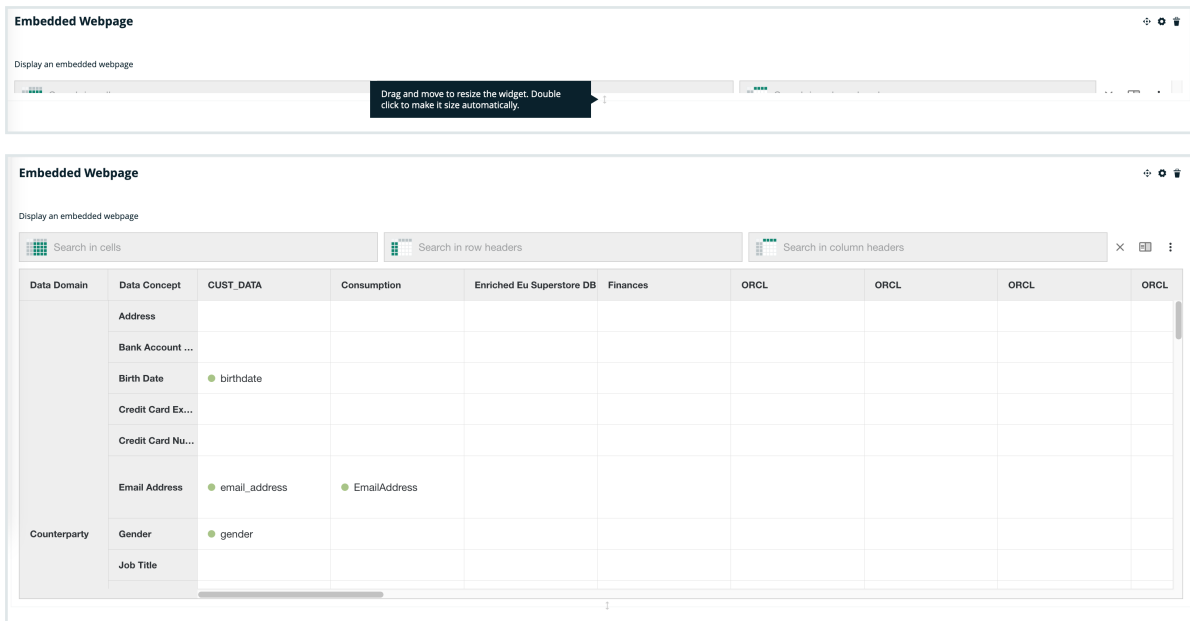 Embedded Webpage
Display an embedded webpage
Drag and move to resize the widget. Double
click to make it size automatically.
Embedded Webpage
Display an embedded webpage
Search in cells
Search in row headers
Search in column headers
Data Domain Data Concept CUST_DATA Consumption Enriched Eu Superstore DB Finances ORCL ORCL ORCL ORCL
Address
Bank Account ...
Birth Date birthdate
Credit Card Ex...
Credit Card Nu...
Email Address email_address EmailAddress
Counterparty Gender gender
Job Title